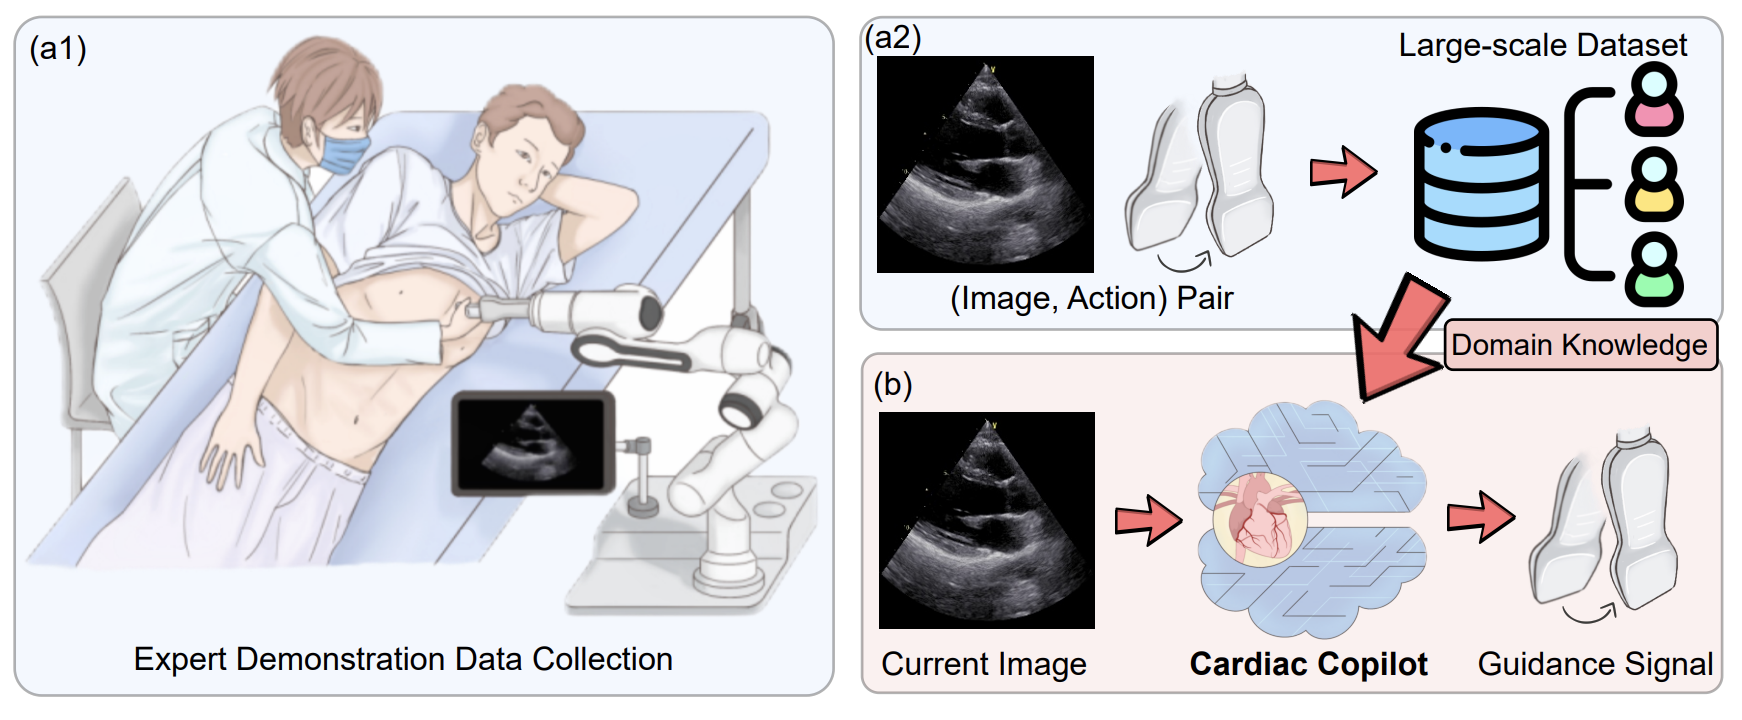 (a1)
Expert Demonstration Data Collection
(a2)
Large-scale Dataset
(Image, Action) Pair
Domain Knowledge
(b)
Current Image
Cardiac Copilot
Guidance Signal